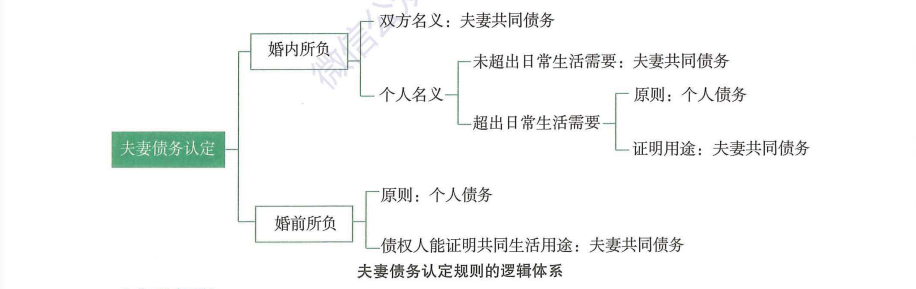 双方名义：夫妻共同债务
婚内所负
未超出日常生活需要：夫妻共同债务
个人名义
原则：个人债务
超出日常生活需要
夫妻债务认定
证明用途：夫妻共同债务
原则：个人债务
婚前所负
债权人能证明共同生活用途：夫妻共同债务
夫妻债务认定规则的逻辑体系